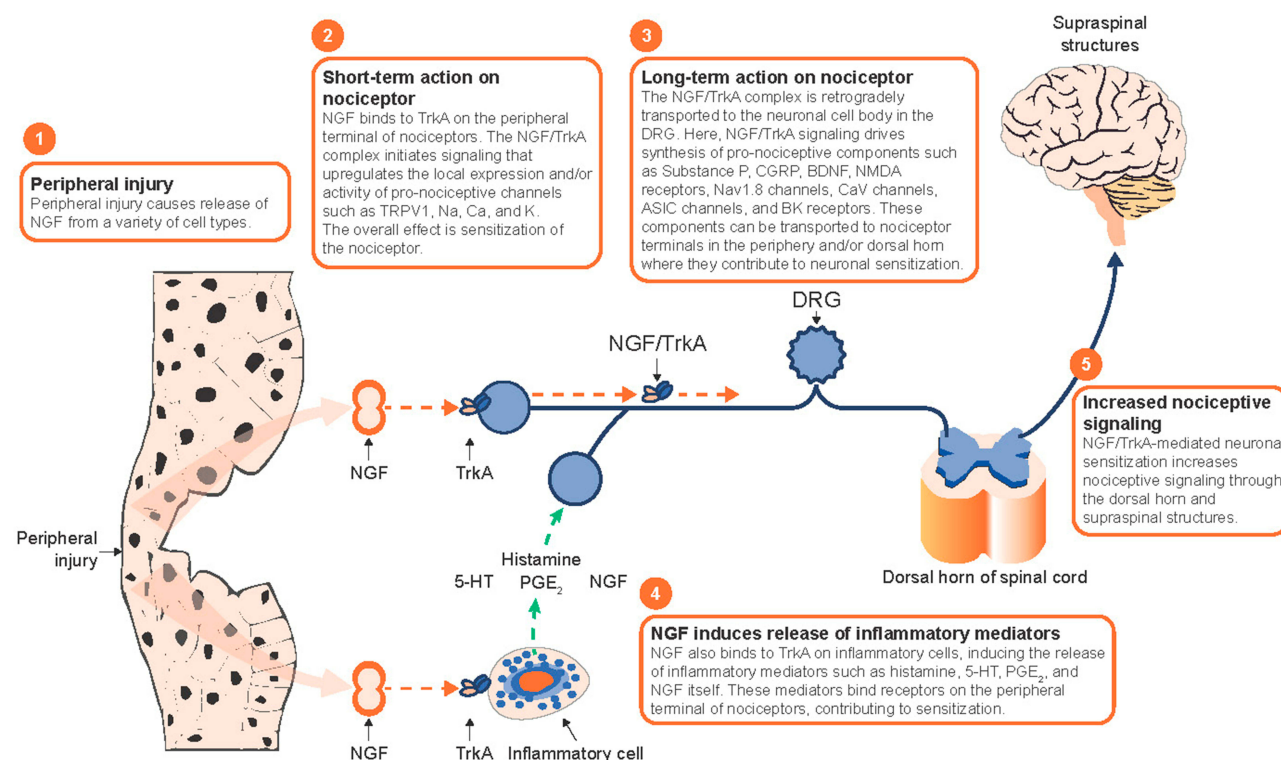 Supraspinal
structures
1
Peripheral injury
Peripheral injury causes release of
NGF from a variety of cell types.
2
Short-term action on
nociceptor
NGF binds to TrkA on the peripheral
terminal of nociceptors. The NGF/TrkA
complex initiates signaling that
upregulates the local expression and/or
activity of pro-nociceptive channels
such as TRPV1, Na, Ca, and K.
The overall effect is sensitization of
the nociceptor.
3
Long-term action on nociceptor
The NGF/TrkA complex is retrogradely
transported to the neuronal cell body in the
DRG. Here, NGF/TrkA signaling drives
synthesis of pro-nociceptive components such
as Substance P, CGRP, BDNF, NMDA
receptors, Nav1.8 channels, CaV channels,
ASIC channels, and BK receptors. These
components can be transported to nociceptor
terminals in the periphery and/or dorsal horn
where they contribute to neuronal sensitization.
DRG
NGF/TrkA
NGF
TrkA
5
Increased nociceptive
signaling
NGF/TrkA-mediated neuronal
sensitization increases
nociceptive signaling through
the dorsal horn and
supraspinal structures.
Peripheral
injury
Histamine
5-HT PGE₂ NGF
Dorsal horn of spinal cord
4
NGF induces release of inflammatory mediators
NGF also binds to TrkA on inflammatory cells, inducing the release
of inflammatory mediators such as histamine, 5-HT, PGE₂, and
NGF itself. These mediators bind receptors on the peripheral
terminal of nociceptors, contributing to sensitization.
NGF
TrkA
Inflammatory cell